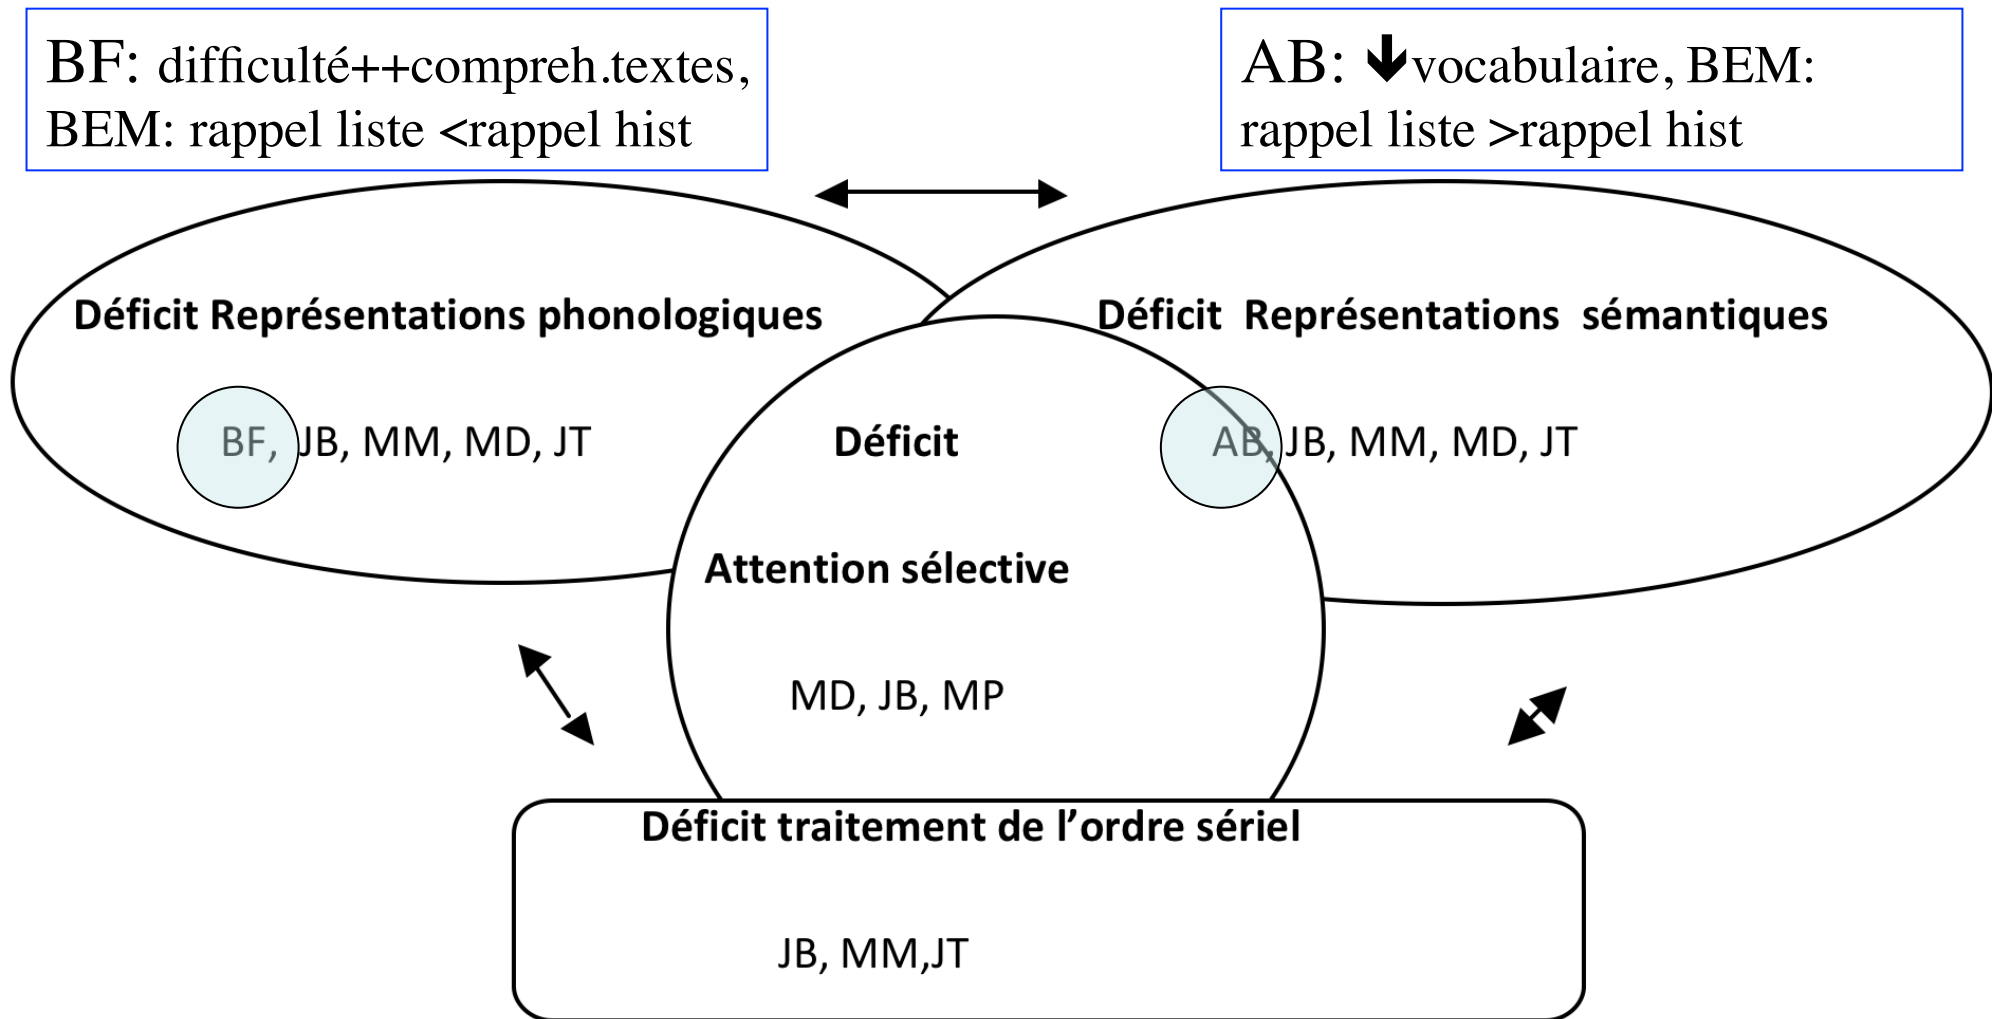 BF: difficulté++compreh.textes,
BEM: rappel liste <rappel hist
AB: 🡻vocabulaire, BEM:
rappel liste >rappel hist
Déficit Représentations phonologiques
BF, JB, MM, MD, JT
Déficit Représentations sémantiques
AB, JB, MM, MD, JT
Déficit
Attention sélective
MD, JB, MP
Déficit traitement de l’ordre sériel
JB, MM,JT